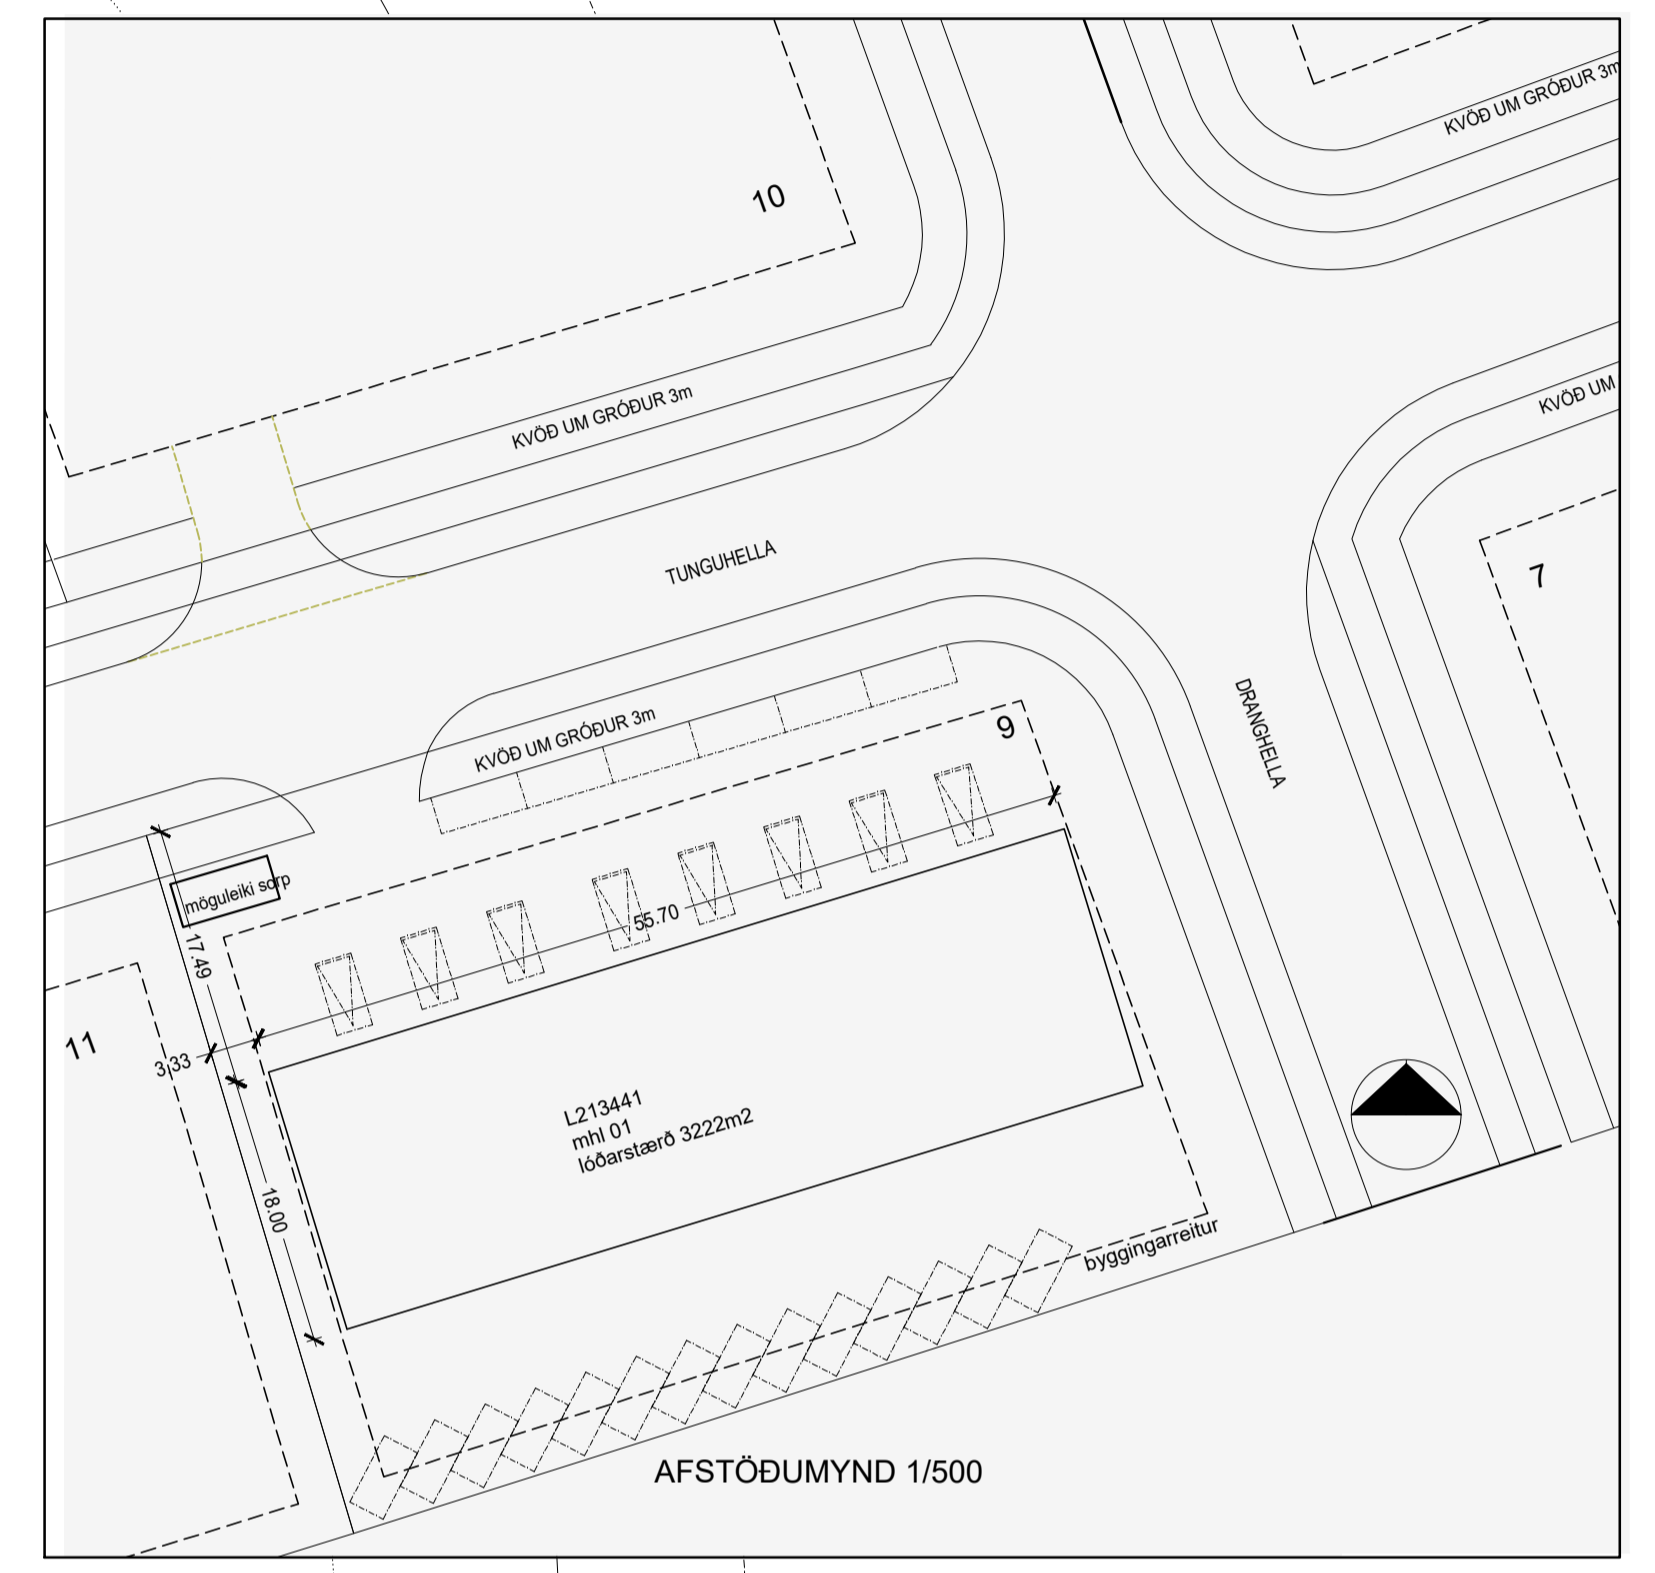 10
KVÖÐ UM GRÓÐUR 3m
KVÖÐ UM GRÓÐUR 3m
KVÖÐ UM
7
TUNGUHELLA
DRANGHELLA
KVÖÐ UM GRÓÐUR 3m
9
möguleiki sorp
17.49
55.70
11
3.33
18.00
L213441
mhl 01
lóðarstærð 3222m2
byggingarreitur
AFSTÖÐUMYND 1/500